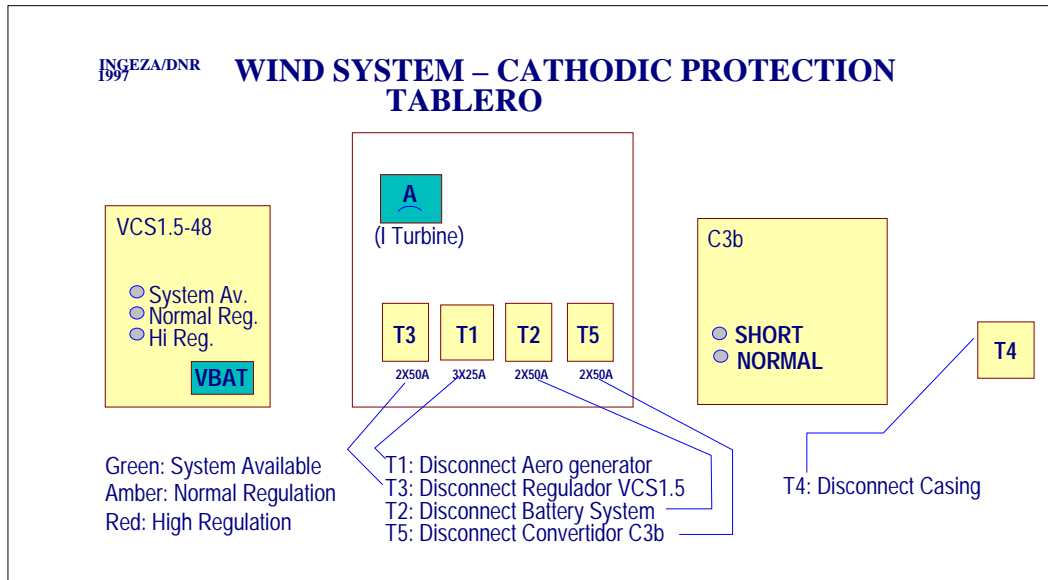 INGEZA/DNR
1997
WIND SYSTEM – CATHODIC PROTECTION
TABLERO
VCS1.5-48
System Av.
Normal Reg.
Hi Reg.
VBAT
A
(I Turbine)
T3
T1
T2
T5
2X50A
3X25A
2X50A
2X50A
C3b
SHORT
NORMAL
T4
Green: System Available
Amber: Normal Regulation
Red: High Regulation
T1: Disconnect Aero generator
T3: Disconnect Regulador VCS1.5
T2: Disconnect Battery System
T5: Disconnect Convertidor C3b
T4: Disconnect Casing